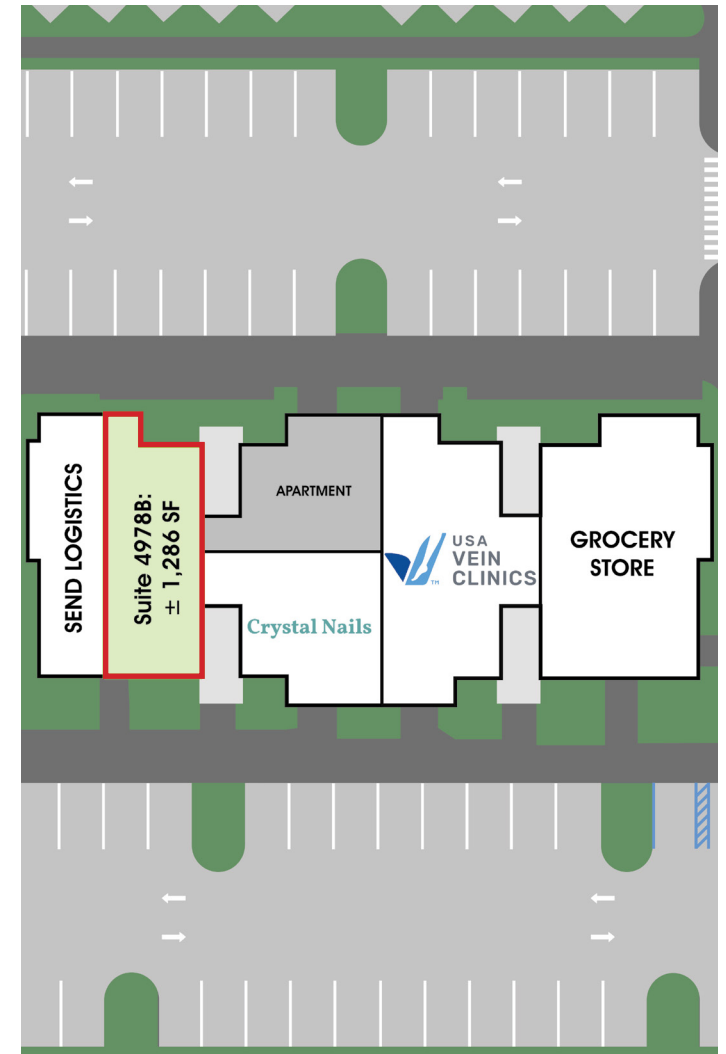 SEND LOGISTICS
Suite 4978B:
± 1,286 SF
APARTMENT
Crystal Nails
USA
VEIN
CLINICS
TM
GROCERY
STORE